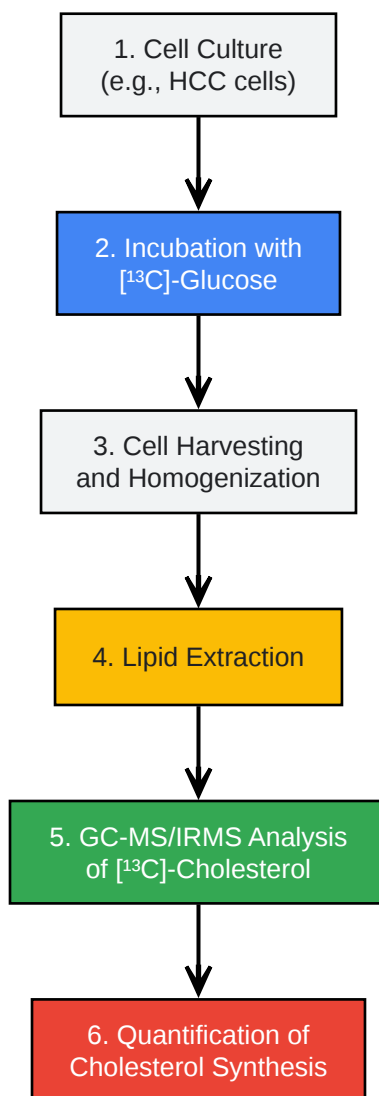 1. Cell Culture
(e.g., HCC cells)
2. Incubation with
[¹³C]-Glucose
3. Cell Harvesting
and Homogenization
4. Lipid Extraction
5. GC-MS/IRMS Analysis
of [¹³C]-Cholesterol
6. Quantification of
Cholesterol Synthesis